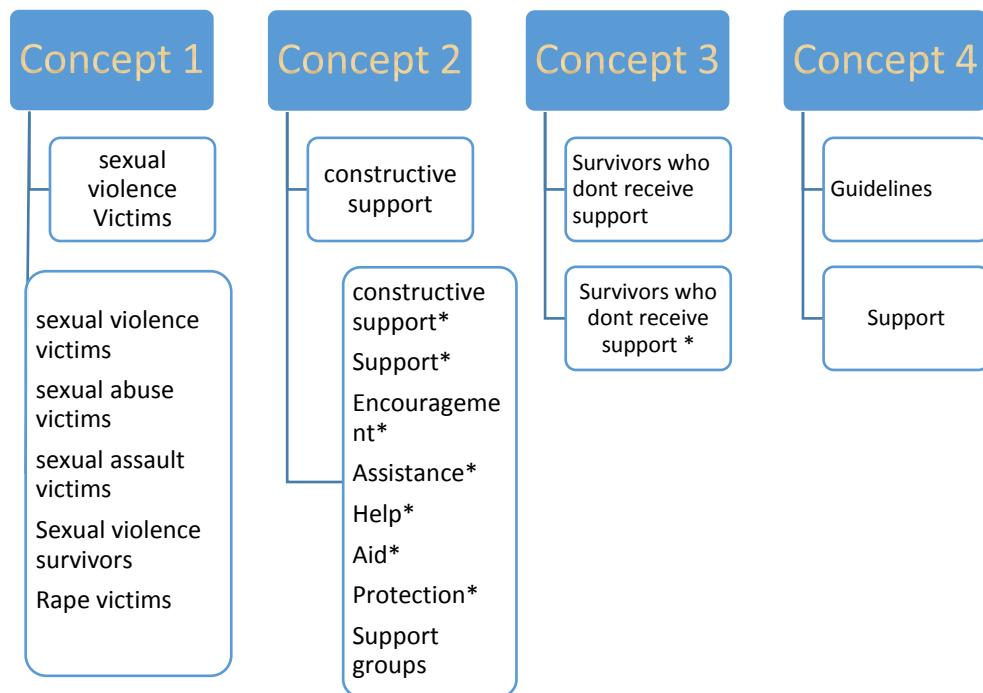 Concept 1
sexual
violence
Victims
sexual violence
victims
sexual abuse
victims
sexual assault
victims
Sexual violence
survivors
Rape victims
Concept 2
constructive
support
constructive
support*
Support*
Encourageme
nt*
Assistance*
Help*
Aid*
Protection*
Support
groups
Concept 3
Survivors who
dont receive
support
Survivors who
dont receive
support *
Concept 4
Guidelines
Support